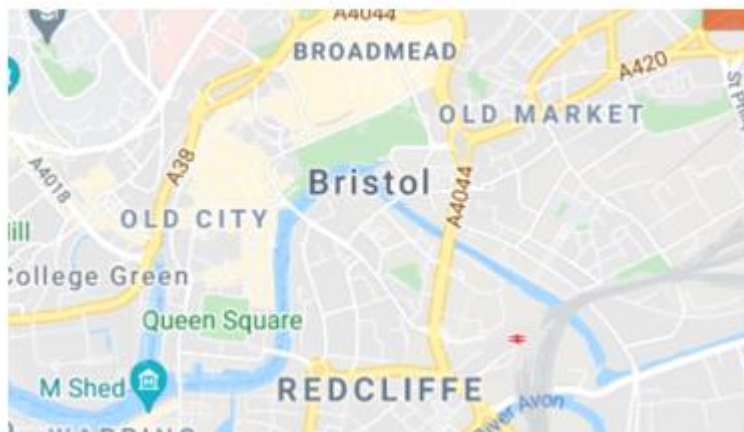 A4044
BROADMEAD
A420
OLD MARKET
A38
A4018
Bristol
A4044
OLD CITY
College Green
Queen Square
M Shed
REDCLIFFE
River Avon